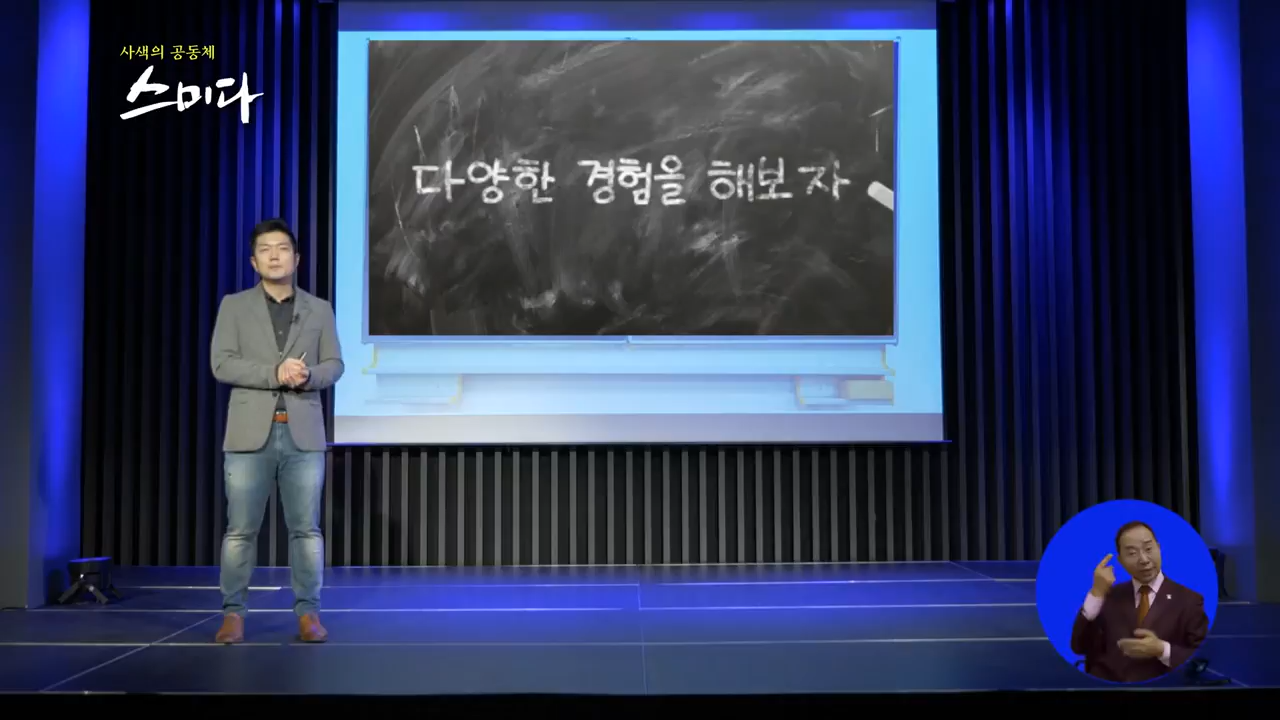 사색의 공동체
스미다
다양한 경험을 해보자